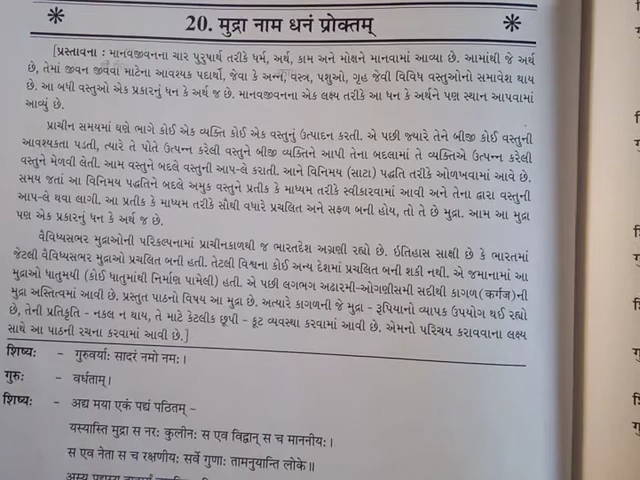 20. मुद्रा नाम धनं प्रोक्तम्
[પ્રસ્તાવના : માનવજીવનના ચાર પુરુષાર્થ તરીકે ધર્મ, અર્થ, કામ અને મોક્ષને માનવામાં આવ્યા છે. આમાંથી જે અર્થ
છે, તેમાં જીવન જીવવા માટેના આવશ્યક પદાર્થો, જેવા કે અન્ન, વસ્ત્ર, પશુઓ, ગૃહ જેવી વિવિધ વસ્તુઓનો સમાવેશ થાય
છે. આ બધી વસ્તુઓ એક પ્રકારનું ધન કે અર્થ જ છે. માનવજીવનના એક લક્ષ્ય તરીકે આ ધન કે અર્થને પણ સ્થાન આપવામાં
આવ્યું છે.
પ્રાચીન સમયમાં ઘણે ભાગે કોઈ એક વ્યક્તિ કોઈ એક વસ્તુનું ઉત્પાદન કરતી. એ પછી જ્યારે તેને બીજી કોઈ વસ્તુની
આવશ્યકતા પડતી, ત્યારે તે પોતે ઉત્પન્ન કરેલી વસ્તુને બીજી વ્યક્તિને આપી તેના બદલામાં તે વ્યક્તિએ ઉત્પન્ન કરેલી
વસ્તુને મેળવી લેતી. આમ વસ્તુને બદલે વસ્તુની આપ-લે કરાતી. આને વિનિમય (સાટા) પદ્ધતિ તરીકે ઓળખવામાં આવે છે.
સમય જતાં આ વિનિમય પદ્ધતિને બદલે અમુક વસ્તુને પ્રતીક કે માધ્યમ તરીકે સ્વીકારવામાં આવી અને તેના દ્વારા વસ્તુની
આપ-લે થવા લાગી. આ પ્રતીક કે માધ્યમ તરીકે સૌથી વધારે પ્રચલિત અને સફળ બની હોય, તો તે છે મુદ્રા. આમ આ મુદ્રા
પણ એક પ્રકારનું ધન કે અર્થ જ છે.
વૈવિધ્યસભર મુદ્રાઓની પરિકલ્પનામાં પ્રાચીનકાળથી જ ભારતદેશ અગ્રણી રહ્યો છે. ઇતિહાસ સાક્ષી છે કે ભારતમાં
જેટલી વૈવિધ્યસભર મુદ્રાઓ પ્રચલિત બની હતી. તેટલી વિશ્વના કોઈ અન્ય દેશમાં પ્રચલિત બની શકી નથી. એ જમાનામાં આ
મુદ્રાઓ ધાતુમયી (કોઈ ધાતુમાંથી નિર્માણ પામેલી) હતી. એ પછી લગભગ અઢારમી-ઓગણીસમી સદીથી કાગળ(कर्गज)ની
મુદ્રા અસ્તિત્વમાં આવી છે. પ્રસ્તુત પાઠનો વિષય આ મુદ્રા છે. અત્યારે કાગળની જે મુદ્રા - રૂપિયાનો વ્યાપક ઉપયોગ થઈ રહ્યો
છે, તેની પ્રતિકૃતિ - નકલ ન થાય, તે માટે કેટલીક છૂપી - કૂટ વ્યવસ્થા કરવામાં આવી છે. એમનો પરિચય કરાવવાના લક્ષ્ય
સાથે આ પાઠની રચના કરવામાં આવી છે.]
शिष्यः - गुरुवर्याः सादरं नमो नमः।
गुरुः - वर्धताम्।
शिष्यः - अद्य मया एकं पद्यं पठितम् -
यस्यास्ति मुद्रा स नरः कुलीनः स एव विद्वान् स च माननीयः।
स एव नेता स च रक्षणीयः सर्वे गुणाः तामनुयान्ति लोके॥